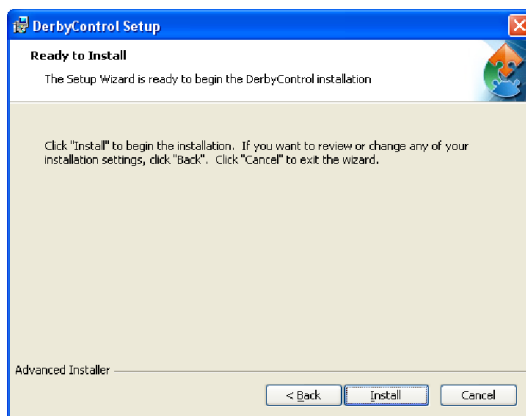 DerbyControl Setup
Ready to Install
The Setup Wizard is ready to begin the DerbyControl installation
Click "Install" to begin the installation. If you want to review or change any of your
installation settings, click "Back". Click "Cancel" to exit the wizard.
Advanced Installer
< Back Install Cancel